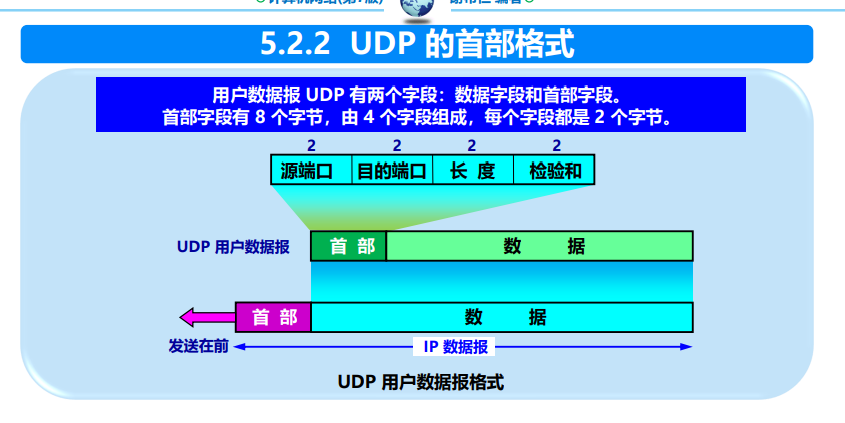 5.2.2 UDP 的首部格式
用户数据报 UDP 有两个字段：数据字段和首部字段。
首部字段有 8 个字节，由 4 个字段组成，每个字段都是 2 个字节。
2 2 2 2
源端口 目的端口 长 度 检验和
UDP 用户数据报 首 部 数 据
首 部 数 据
发送在前 IP 数据报
UDP 用户数据报格式